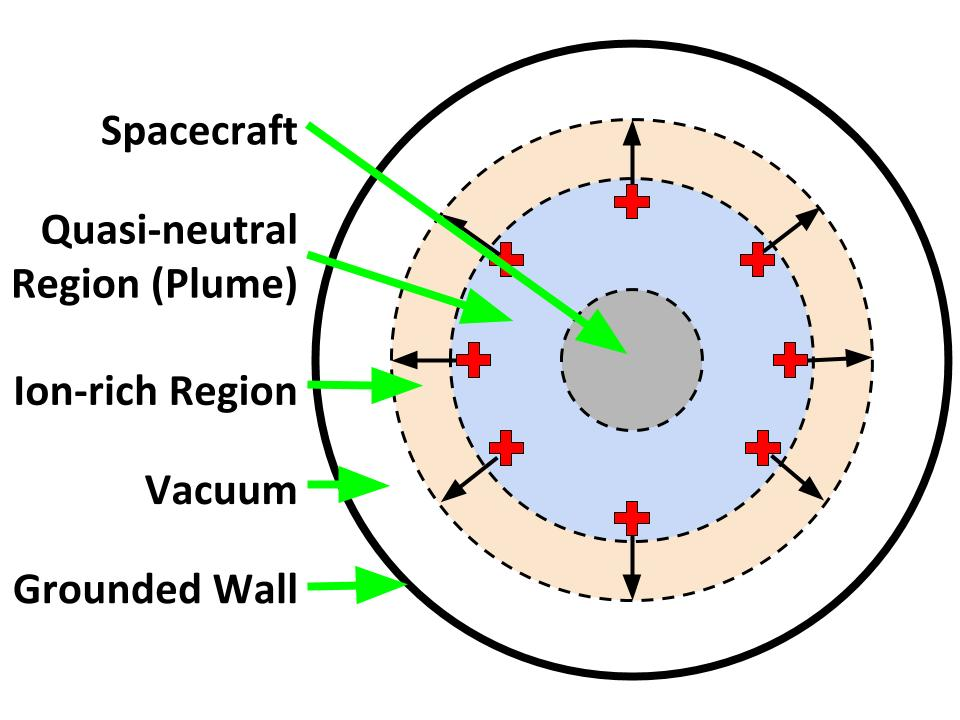 Spacecraft
Quasi-neutral
Region (Plume)
Ion-rich Region
Vacuum
Grounded Wall